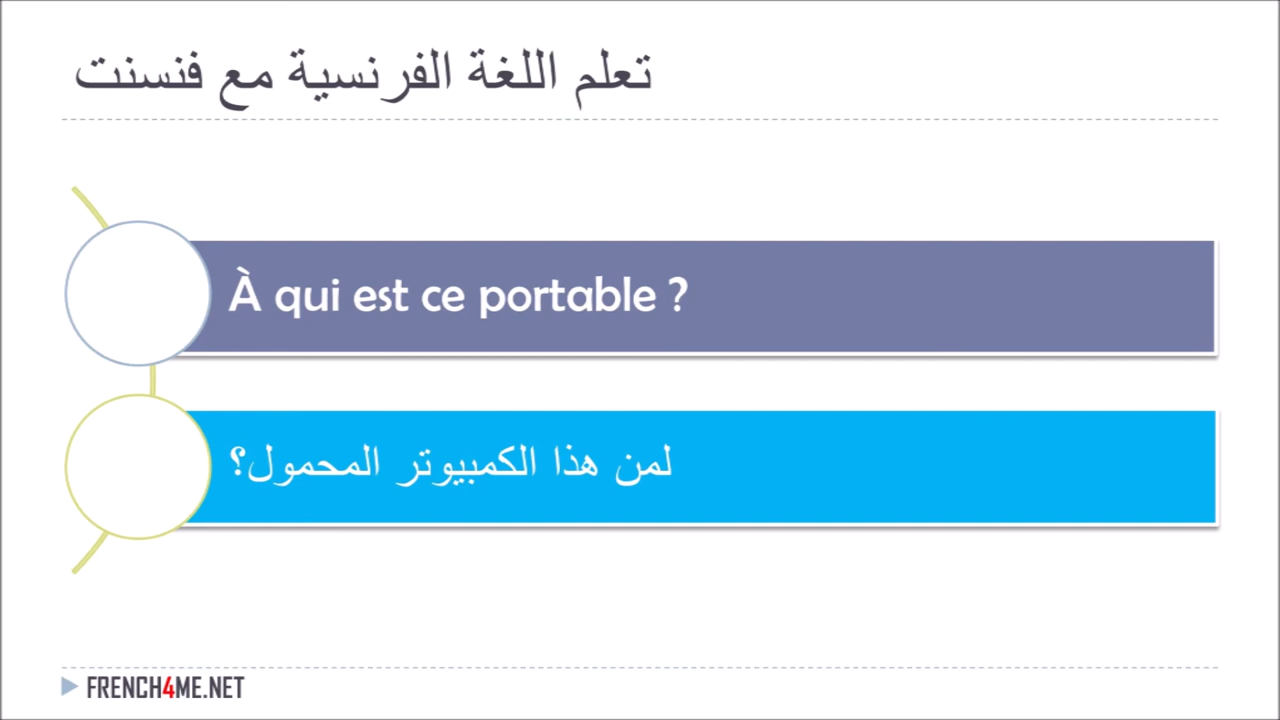 تعلم اللغة الفرنسية مع فنسنت
À qui est ce portable ?
لمن هذا الكمبيوتر المحمول؟
FRENCH4ME.NET